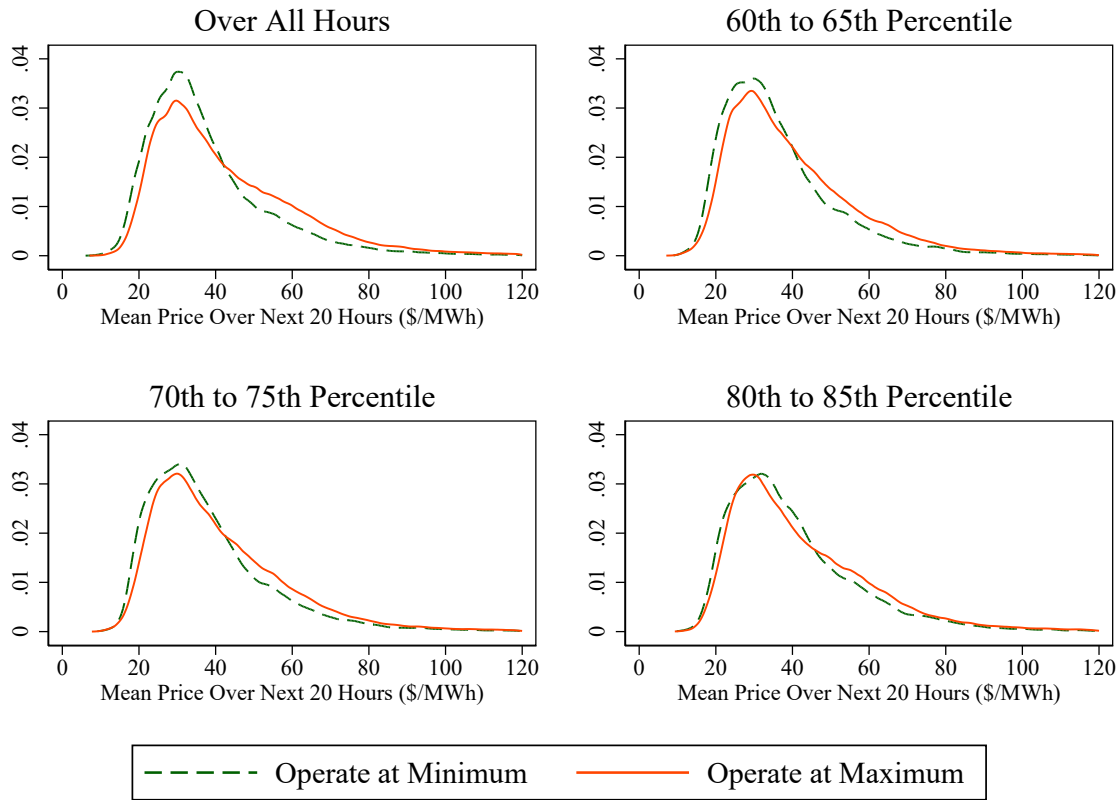 Over All Hours
.04
.03
.02
.01
0
0 20 40 60 80 100 120
Mean Price Over Next 20 Hours ($/MWh)
60th to 65th Percentile
.04
.03
.02
.01
0
0 20 40 60 80 100 120
Mean Price Over Next 20 Hours ($/MWh)
70th to 75th Percentile
.04
.03
.02
.01
0
0 20 40 60 80 100 120
Mean Price Over Next 20 Hours ($/MWh)
80th to 85th Percentile
.04
.03
.02
.01
0
0 20 40 60 80 100 120
Mean Price Over Next 20 Hours ($/MWh)
Operate at Minimum Operate at Maximum